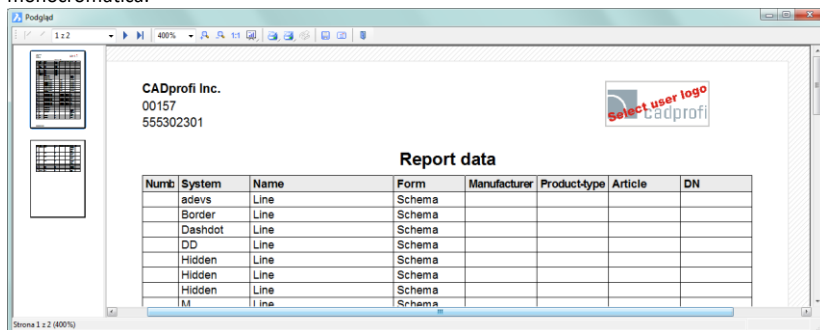 monocromatica.
Podgląd
1 z 2 400% 1:1
CADprofi Inc.
00157
555302301
Select user logo
cadprofi
Report data
Numb System Name Form Manufacturer Product-type Article DN
adevs Line Schema
Border Line Schema
Dashdot Line Schema
DD Line Schema
Hidden Line Schema
Hidden Line Schema
Hidden Line Schema
M Line Schema
Strona 1 z 2 (400%)